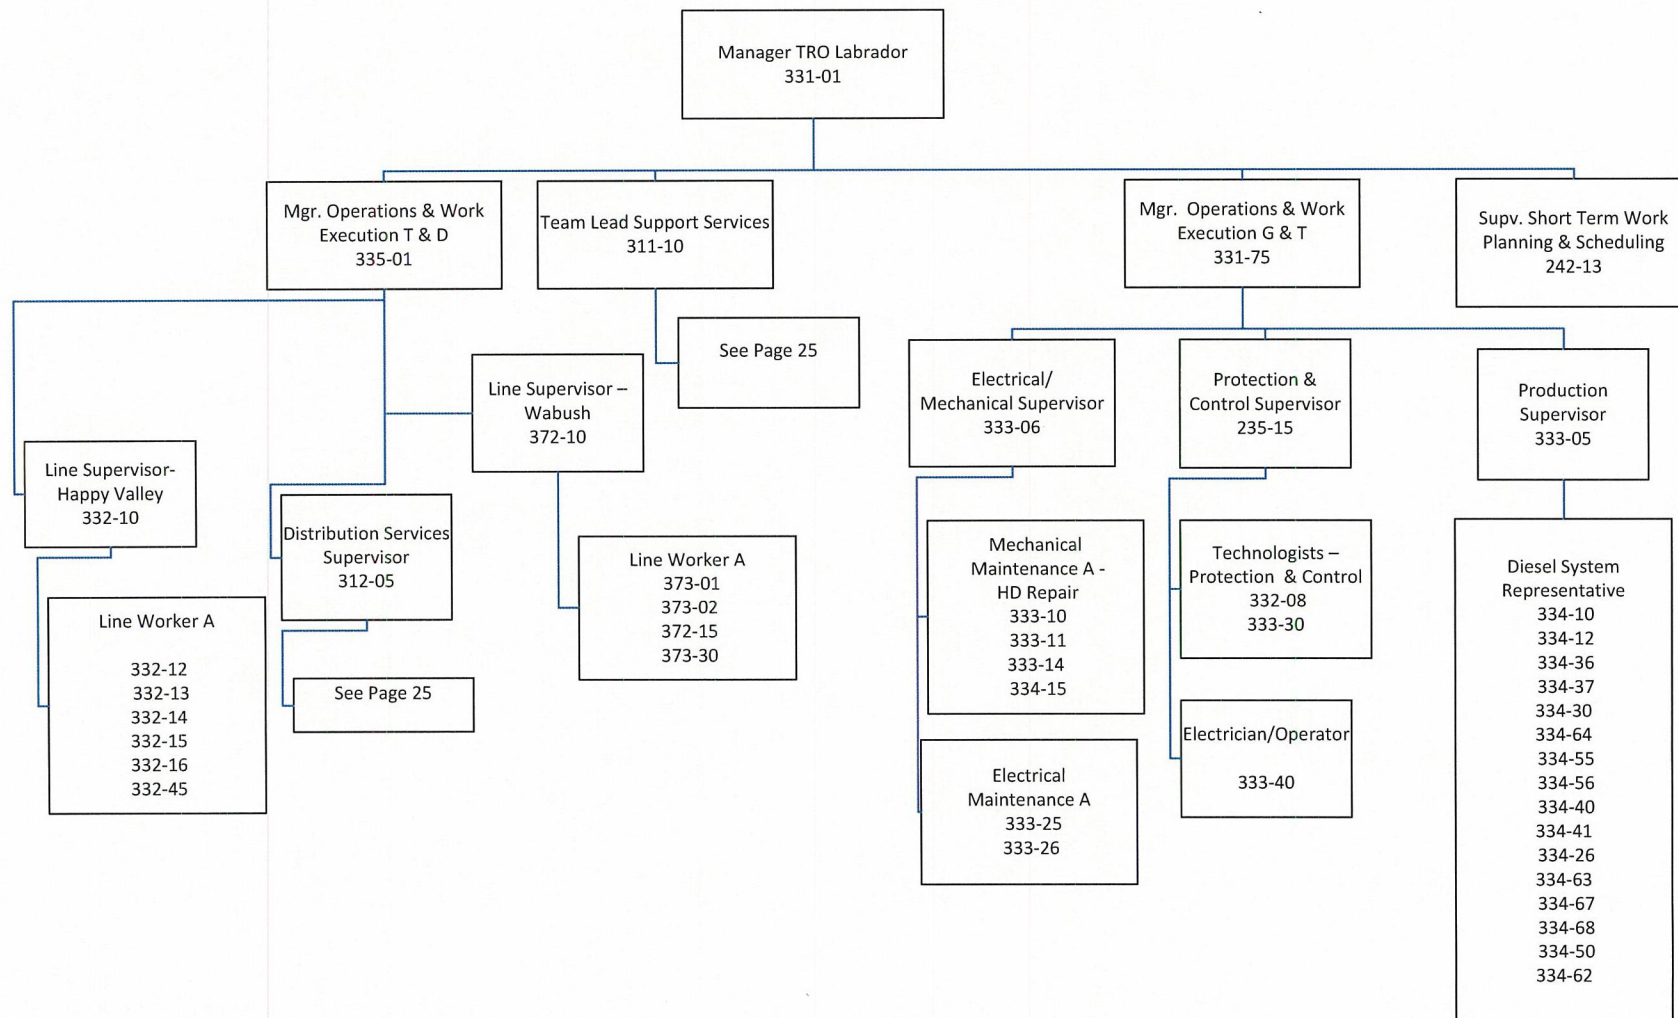 Manager TRO Labrador
331-01
Mgr. Operations & Work
Execution T & D
335-01
Team Lead Support Services
311-10
Mgr. Operations & Work
Execution G & T
331-75
Supv. Short Term Work
Planning & Scheduling
242-13
See Page 25
Line Supervisor –
Wabush
372-10
Electrical/
Mechanical Supervisor
333-06
Protection &
Control Supervisor
235-15
Production
Supervisor
333-05
Line Supervisor-
Happy Valley
332-10
Distribution Services
Supervisor
312-05
Line Worker A
373-01
373-02
372-15
373-30
Mechanical
Maintenance A -
HD Repair
333-10
333-11
333-14
334-15
Technologists –
Protection & Control
332-08
333-30
Diesel System
Representative
334-10
334-12
334-36
334-37
334-30
334-64
334-55
334-56
334-40
334-41
334-26
334-63
334-67
334-68
334-50
334-62
Line Worker A
332-12
332-13
332-14
332-15
332-16
332-45
See Page 25
Electrician/Operator
333-40
Electrical
Maintenance A
333-25
333-26